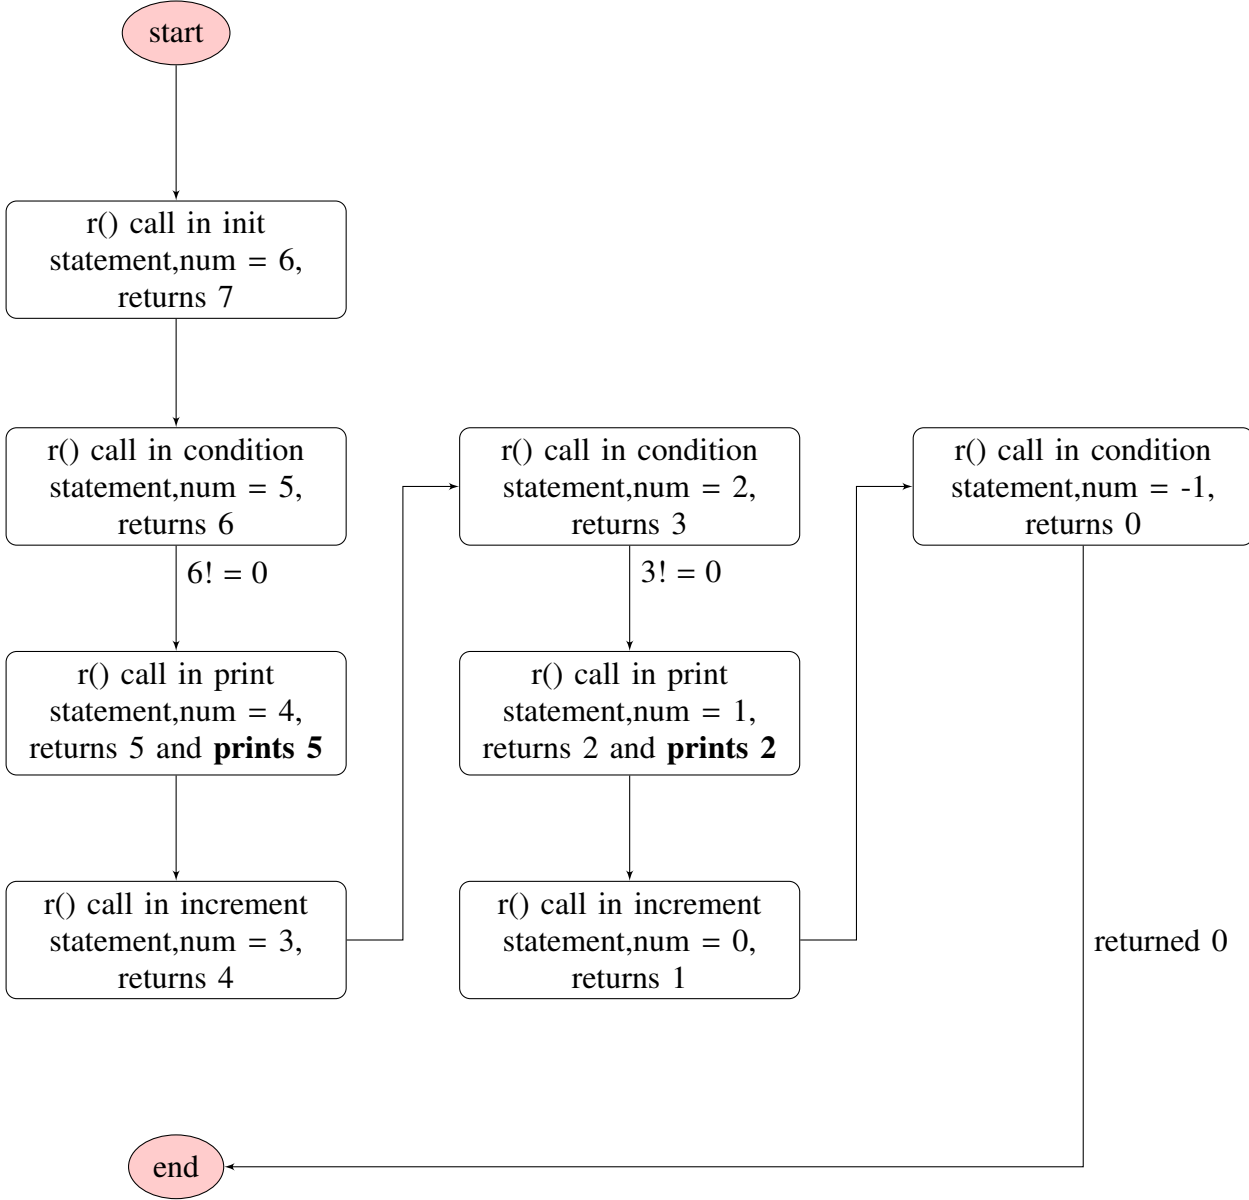 start
r() call in init
statement,num = 6,
returns 7
r() call in condition
statement,num = 5,
returns 6
6! = 0
r() call in print
statement,num = 4,
returns 5 and prints 5
r() call in increment
statement,num = 3,
returns 4
r() call in condition
statement,num = 2,
returns 3
3! = 0
r() call in print
statement,num = 1,
returns 2 and prints 2
r() call in increment
statement,num = 0,
returns 1
r() call in condition
statement,num = -1,
returns 0
returned 0
end